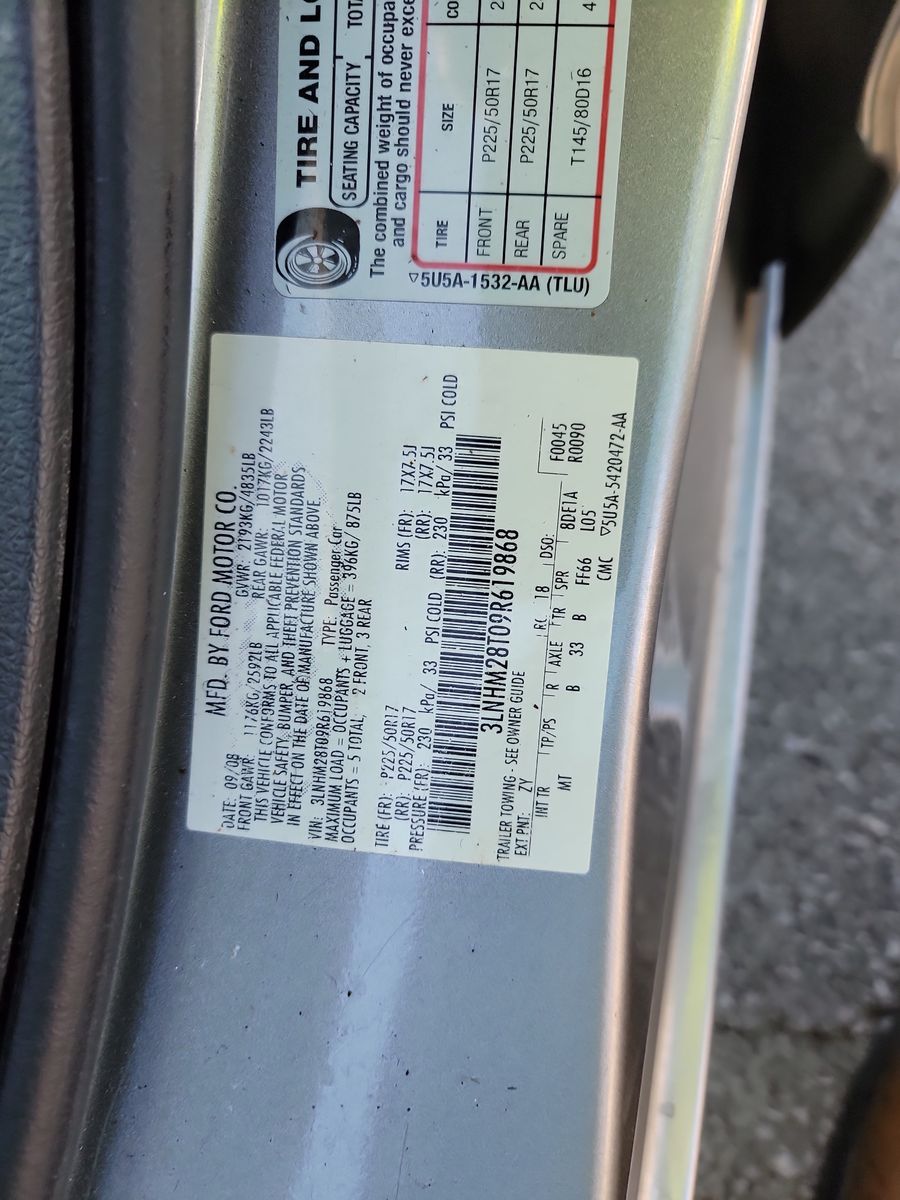 TIRE AND LO
SEATING CAPACITY TOTA
The combined weight of occupa
and cargo should never exce
TIRE SIZE CO
FRONT P225/50R17 2
REAR P225/50R17 2
SPARE T145/80D16 4
▽5U5A-1532-AA (TLU)
MFD. BY FORD MOTOR CO.
DATE: 09/08 GVWR: 2193KG/4835LB
FRONT GAWR: 1176KG/2592LB REAR GAWR: 1017KG/2243LB
THIS VEHICLE CONFORMS TO ALL APPLICABLE FEDERAL MOTOR
VEHICLE SAFETY, BUMPER, AND THEFT PREVENTION STANDARDS
IN EFFECT ON THE DATE OF MANUFACTURE SHOWN ABOVE.
VIN: 3LNHM28T09R619868 TYPE: Passenger Car
MAXIMUM LOAD = OCCUPANTS + LUGGAGE = 396KG/ 875LB
OCCUPANTS = 5 TOTAL, 2 FRONT, 3 REAR
TIRE (FR): P225/50R17 - RIMS (FR): 17X7.5J
(RR): P225/50R17 (RR): 17X7.5J
PRESSURE (FR): 230 kPa/ 33 PSI COLD (RR): 230 kPa/ 33 PSI COLD
3LNHM28T09R619868
TRAILER TOWING - SEE OWNER GUIDE
EXT PNT: ZY RC: 18 DSO: F0045
INT TR TP/PS R AXLE TR SPR 8DE1A R0090
MT B 33 B FF66 L05
CMC ▽5U5A-5420472-AA